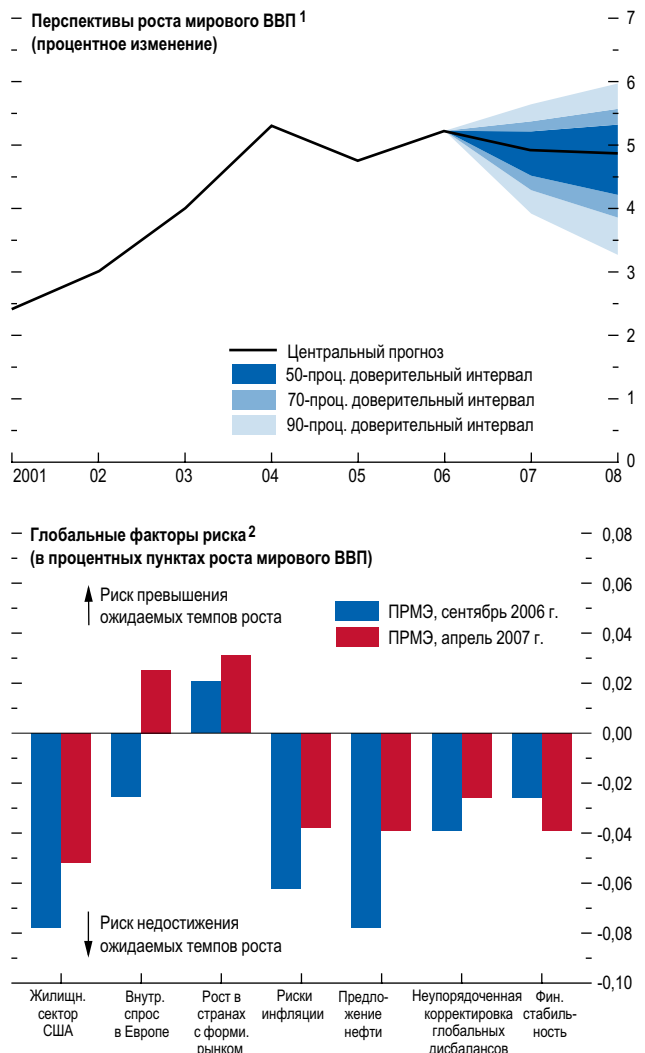 Перспективы роста мирового ВВП 1
(процентное изменение)
7
6
5
4
3
2
1
0
Центральный прогноз
50-проц. доверительный интервал
70-проц. доверительный интервал
90-проц. доверительный интервал
2001 02 03 04 05 06 07 08
Глобальные факторы риска 2
(в процентных пунктах роста мирового ВВП)
Риск превышения
ожидаемых темпов роста
ПРМЭ, сентябрь 2006 г.
ПРМЭ, апрель 2007 г.
0,08
0,06
0,04
0,02
0,00
-0,02
-0,04
-0,06
-0,08
-0,10
Риск недостижения
ожидаемых темпов роста
Жилищн.
сектор
США
Внутр.
спрос
в Европе
Рост в
странах
с форми.
рынком
Риски
инфляции
Предло-
жение
нефти
Неупорядоченная
корректировка
глобальных
дисбалансов
Фин.
стабиль-
ность